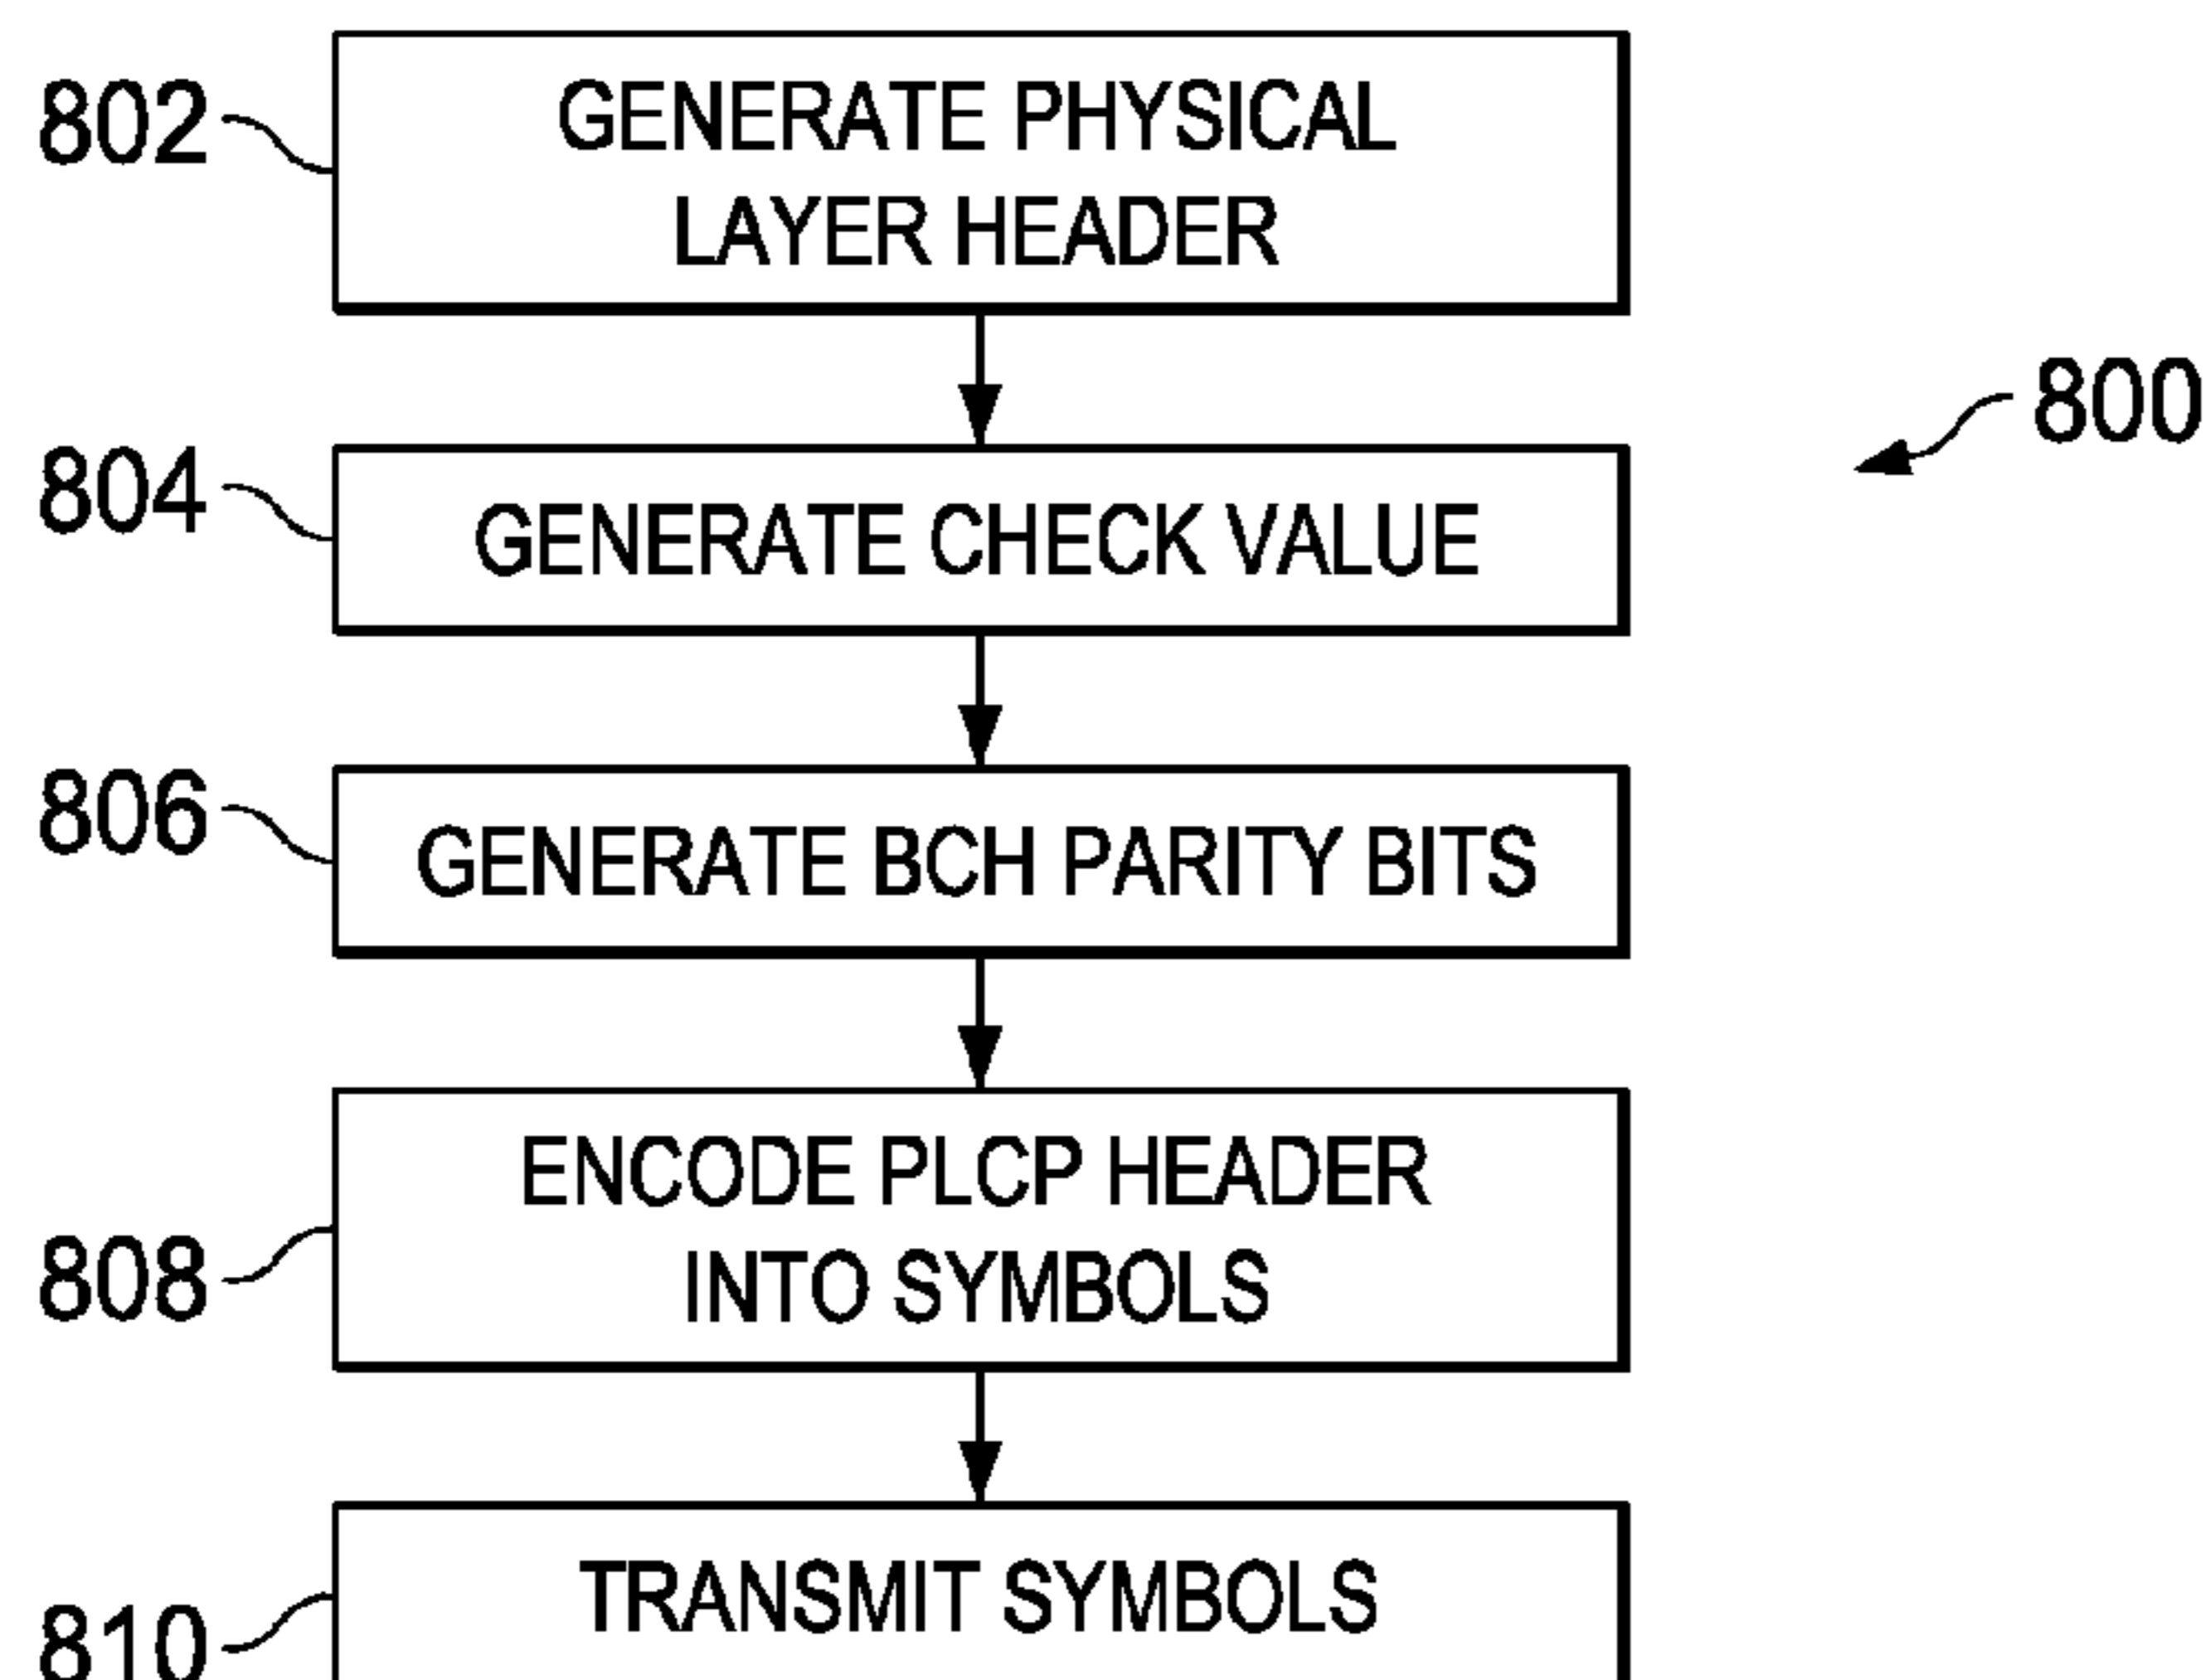 802
GENERATE PHYSICAL
LAYER HEADER
800
804
GENERATE CHECK VALUE
806
GENERATE BCH PARITY BITS
ENCODE PLCP HEADER
INTO SYMBOLS
808
TRANSMIT SYMBOLS
810